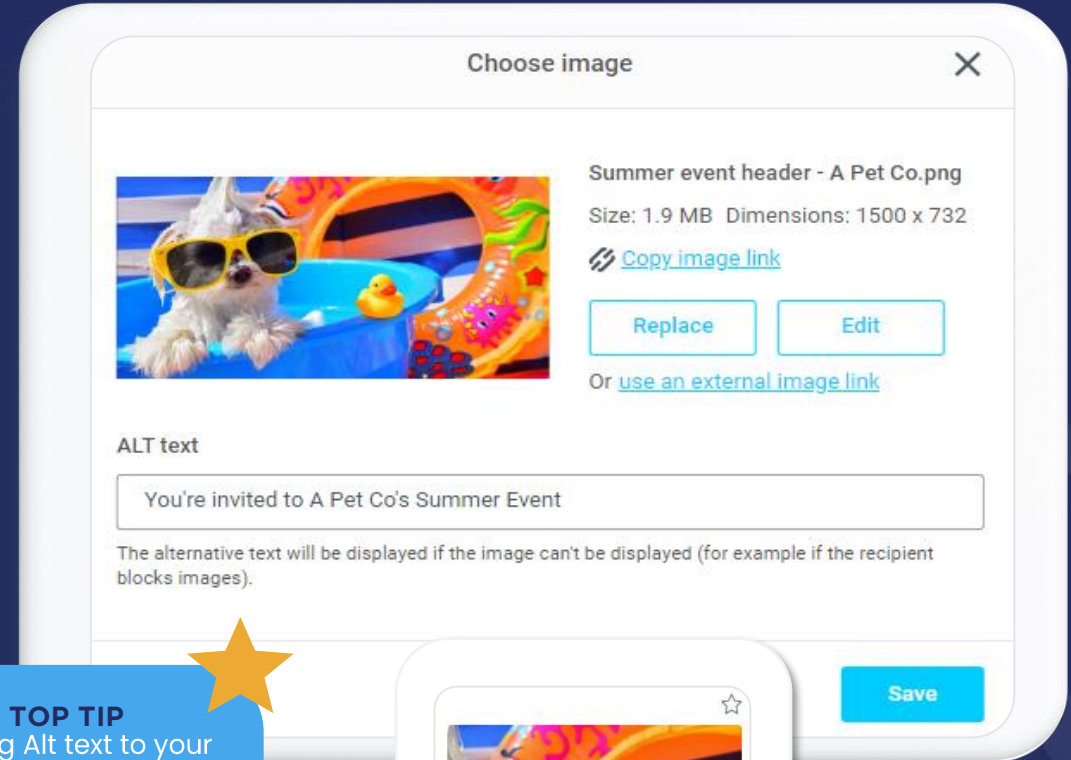 Choose image
Summer event header - A Pet Co.png
Size: 1.9 MB Dimensions: 1500 x 732
Copy image link
Replace
Edit
Or use an external image link
ALT text
You're invited to A Pet Co's Summer Event
The alternative text will be displayed if the image can't be displayed (for example if the recipient
blocks images).
Save
TOP TIP
g Alt text to your